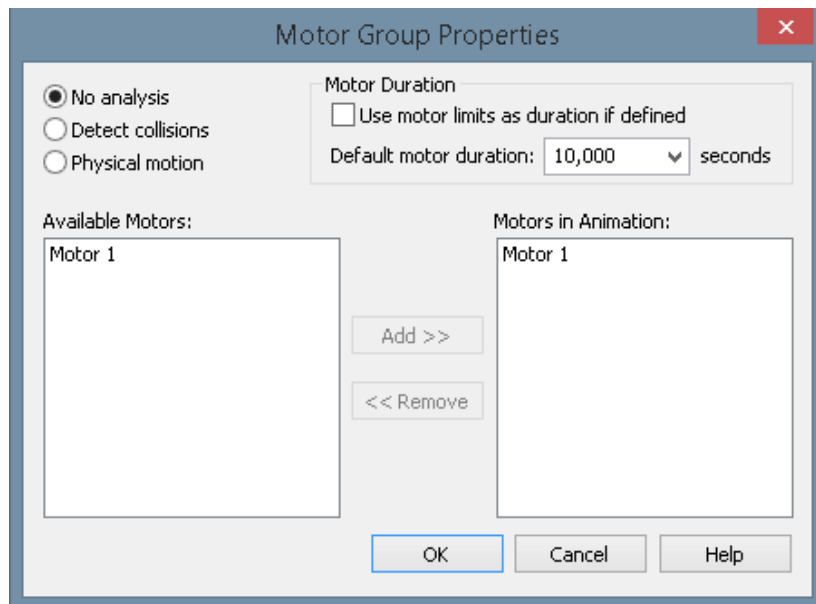 Motor Group Properties
No analysis
Detect collisions
Physical motion
Motor Duration
Use motor limits as duration if defined
Default motor duration: 10,000 seconds
Available Motors:
Motor 1
Add >>
<< Remove
Motors in Animation:
Motor 1
OK Cancel Help